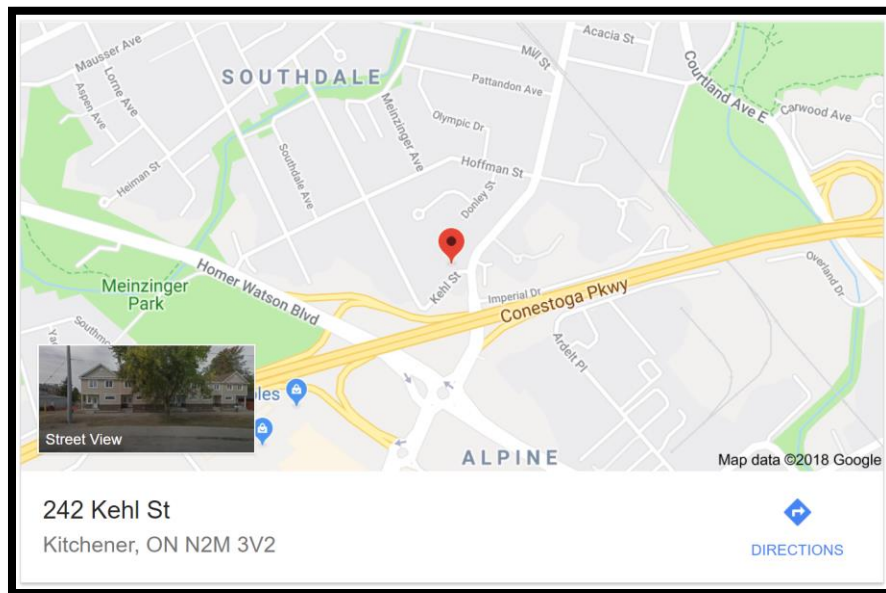 Mausser Ave
Lorne Ave
Aspen Ave
SOUTHDALE
Mill St
Acacia St
Pattandon Ave
Courtland Ave E
Carwood Ave
Meinzinger Ave
Olympic Dr
Heiman St
Southdale Ave
Hoffman St
Donley St
Homer Watson Blvd
Meinzinger
Park
Kehl St
Imperial Dr
Conestoga Pkwy
Overland Dr
Ardelt Pl
Street View
ALPINE
Map data ©2018 Google
242 Kehl St
Kitchener, ON N2M 3V2
DIRECTIONS